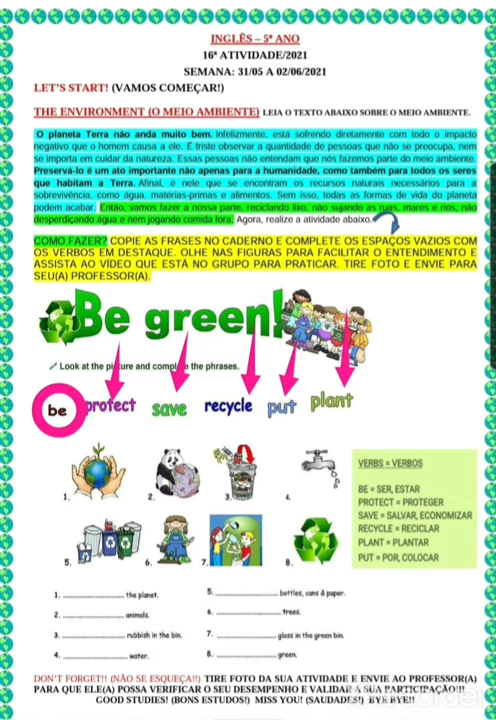 INGLÊS – 5º ANO
16ª ATIVIDADE/2021
SEMANA: 31/05 A 02/06/2021
LET'S START! (VAMOS COMEÇAR!)
THE ENVIRONMENT (O MEIO AMBIENTE) LEIA O TEXTO ABAIXO SOBRE O MEIO AMBIENTE.
O planeta Terra não anda muito bem. Infelizmente, está sofrendo diretamente com todo o impacto
negativo que o homem causa a ele. É triste observar a quantidade de pessoas que não se preocupa, nem
se importa em cuidar da natureza. Essas pessoas não entendam que nós fazemos parte do meio ambiente.
Preservá-lo é um ato importante não apenas para a humanidade, como também para todos os seres
que habitam a Terra. Afinal, é nele que se encontram os recursos naturais necessários para a
sobrevivência, como água, matérias-primas e alimentos. Sem isso, todas as formas de vida do planeta
podem acabar. Então, vamos fazer a nossa parte, reciclando lixo, não sujando as ruas, mares e rios, não
desperdiçando água e nem jogando comida fora. Agora, realize a atividade abaixo.
COMO FAZER? COPIE AS FRASES NO CADERNO E COMPLETE OS ESPAÇOS VAZIOS COM
OS VERBOS EM DESTAQUE. OLHE NAS FIGURAS PARA FACILITAR O ENTENDIMENTO E
ASSISTA AO VÍDEO QUE ESTÁ NO GRUPO PARA PRATICAR. TIRE FOTO E ENVIE PARA
SEU(A) PROFESSOR(A).
Be green!
Look at the picture and complete the phrases.
be protect save recycle put plant
1. 2. 3. 4.
5. 6. 7. 8.
VERBS = VERBOS
BE = SER, ESTAR
PROTECT = PROTEGER
SAVE = SALVAR, ECONOMIZAR
RECYCLE = RECICLAR
PLANT = PLANTAR
PUT = POR, COLOCAR
1. ____________ the planet.
2. ____________ animals.
3. ____________ rubbish in the bin.
4. ____________ water.
5. ____________ bottles, cans & paper.
6. ____________ trees.
7. ____________ glass in the green bin.
8. ____________ green.
DON'T FORGET!! (NÃO SE ESQUEÇA!!) TIRE FOTO DA SUA ATIVIDADE E ENVIE AO PROFESSOR(A)
PARA QUE ELE(A) POSSA VERIFICAR O SEU DESEMPENHO E VALIDAR A SUA PARTICIPAÇÃO!!!
GOOD STUDIES! (BONS ESTUDOS!) MISS YOU! (SAUDADES!) BYE BYE!!